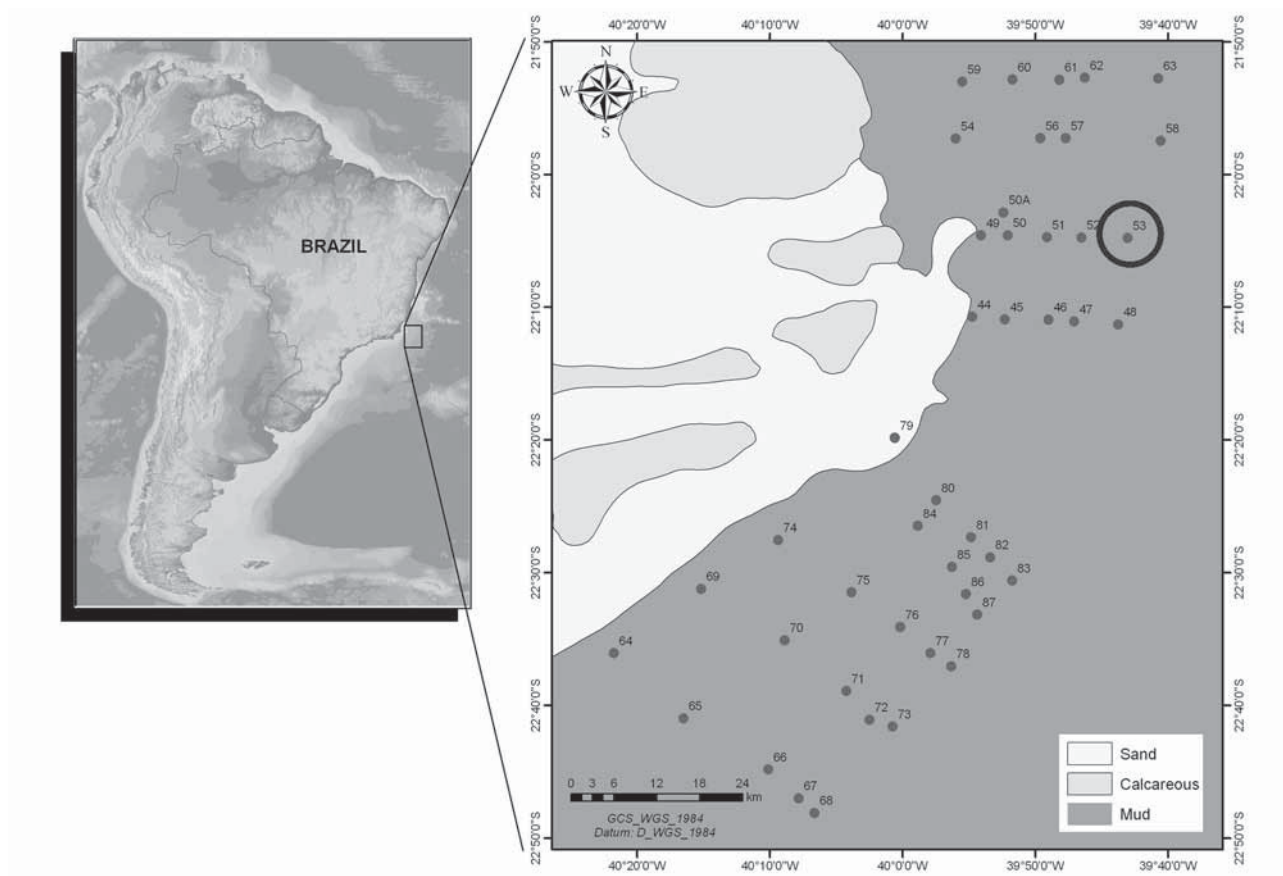 40°20'0"W 40°10'0"W 40°0'0"W 39°50'0"W 39°40'0"W
21°50'0"S 21°50'0"S
N
W E
S
59 60 61 62 63
54 56 57 58
22°0'0"S 22°0'0"S
50A
49 50 51 52 53
BRAZIL
22°10'0"S 22°10'0"S
44 45 46 47 48
22°20'0"S 22°20'0"S
79
80
84 81
74 82
85 83
22°30'0"S 22°30'0"S
69 75 86
87
76
64 70 77
78
71
22°40'0"S 22°40'0"S
65 72 73
66
67 68
0 3 6 12 18 24
km
GCS_WGS_1984
Datum: D_WGS_1984
Sand
Calcareous
Mud
22°50'0"S 22°50'0"S
40°20'0"W 40°10'0"W 40°0'0"W 39°50'0"W 39°40'0"W